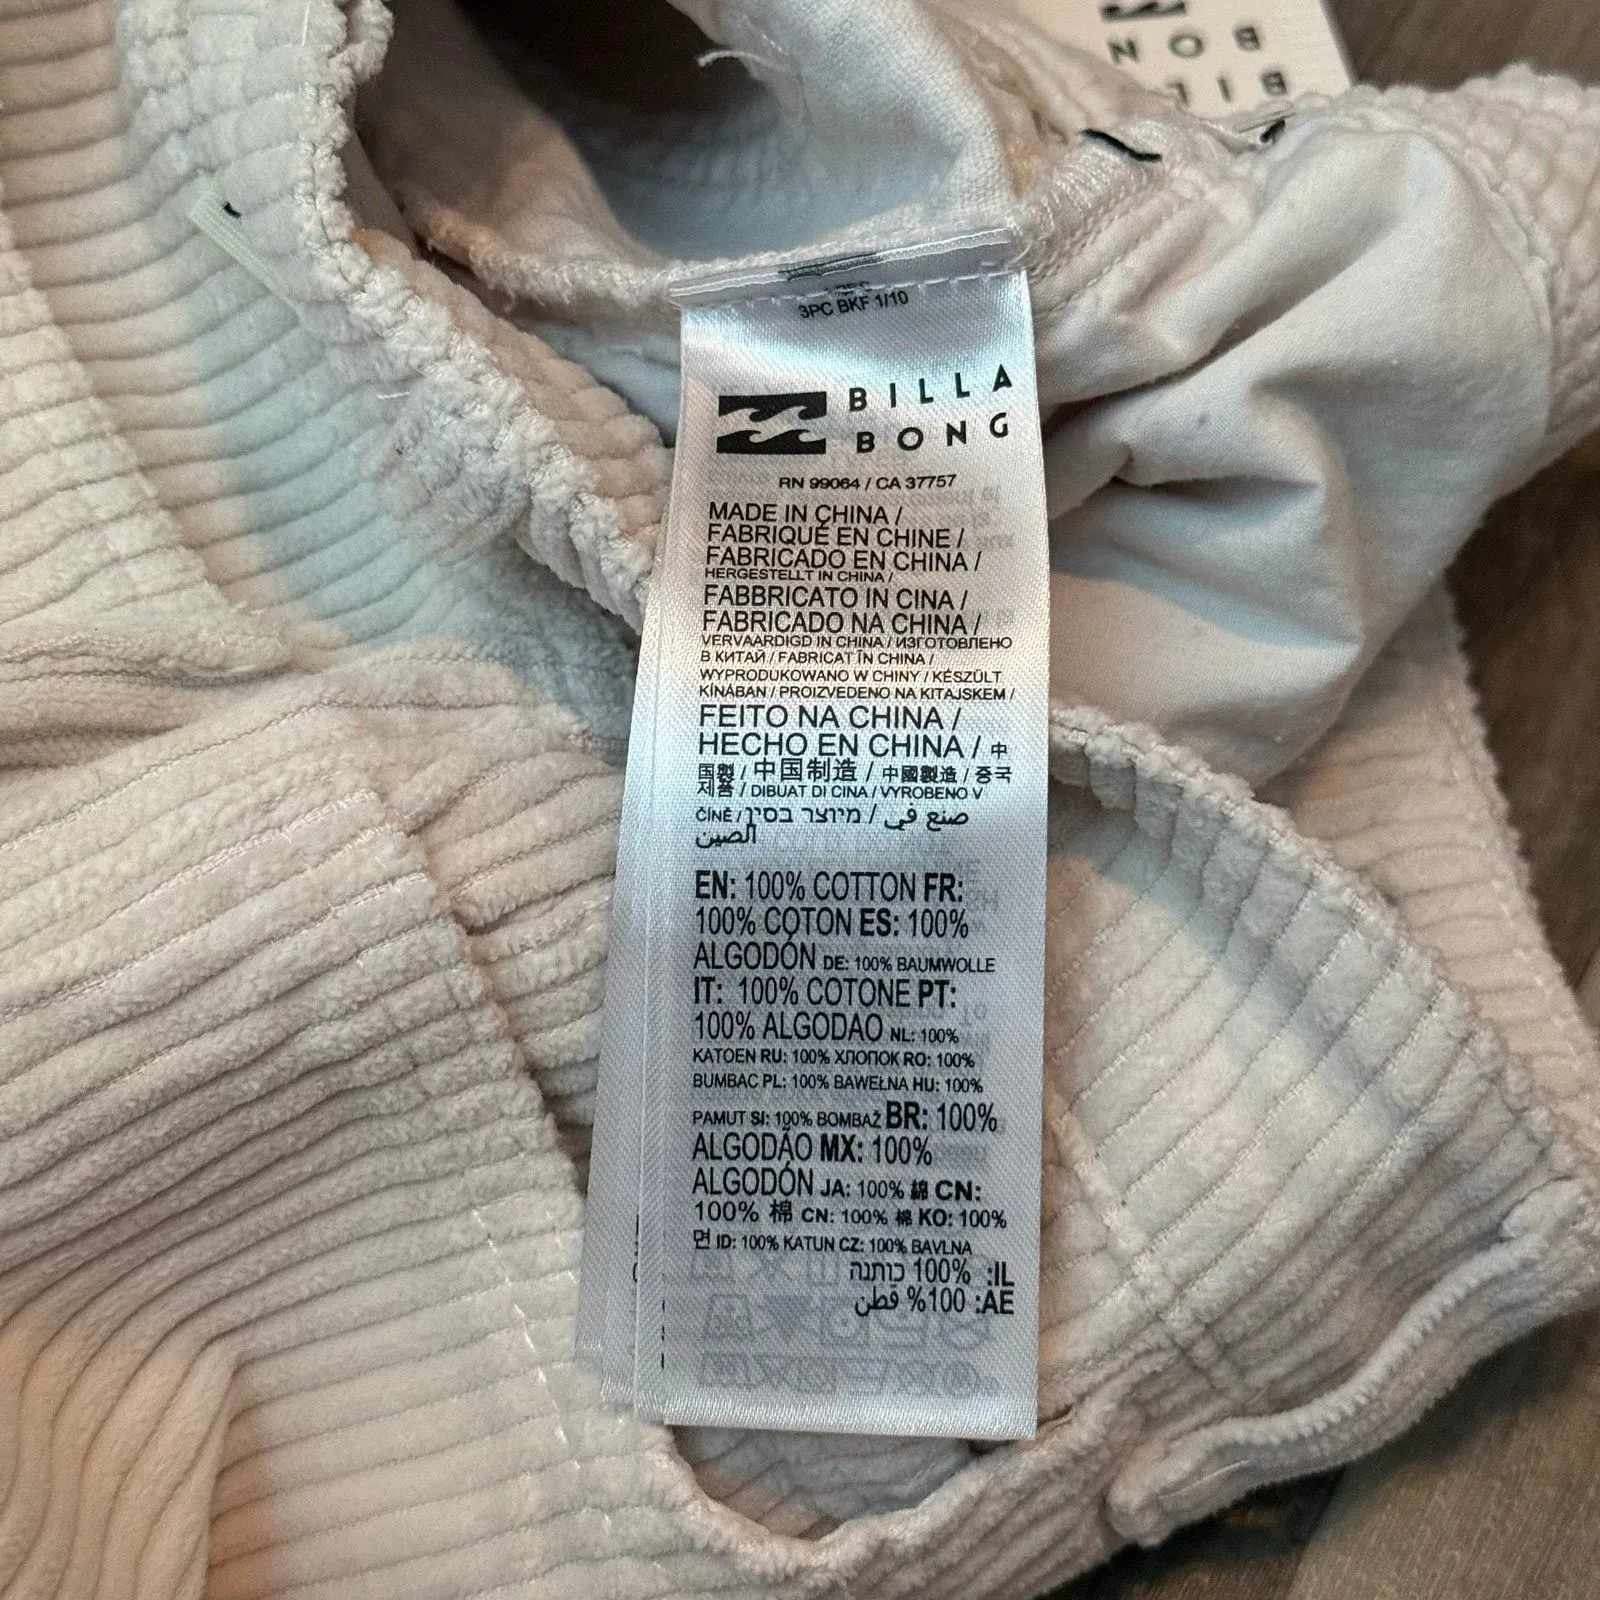 BILLA
BONG
3PC BKF 1/10
BILLA
BONG
RN 99064 / CA 37757
MADE IN CHINA /
FABRIQUÉ EN CHINE /
FABRICADO EN CHINA /
HERGESTELLT IN CHINA /
FABBRICATO IN CINA /
FABRICADO NA CHINA /
VERVAARDIGD IN CHINA / ИЗГОТОВЛЕНО
В КИТАЙ / FABRICAT ÎN CHINA /
WYPRODUKOWANO W CHINY / KÉSZÜLT
KÍNÁBAN / PROIZVEDENO NA KITAJSKEM /
FEITO NA CHINA /
HECHO EN CHINA / 中
国製 / 中国制造 / 中國製造 / 중국
제품 / DIBUAT DI CINA / VYROBENO V
ČÍNĚ / מיוצר בסין / صنع في
الصين
EN: 100% COTTON FR:
100% COTON ES: 100%
ALGODÓN DE: 100% BAUMWOLLE
IT: 100% COTONE PT:
100% ALGODAO NL: 100%
KATOEN RU: 100% ХЛОПОК RO: 100%
BUMBAC PL: 100% BAWEŁNA HU: 100%
PAMUT SI: 100% BOMBAŽ BR: 100%
ALGODÃO MX: 100%
ALGODÓN JA: 100% 綿 CN:
100% 棉 CN: 100% 棉 KO: 100%
면 ID: 100% KATUN CZ: 100% BAVLNA
IL: 100% כותנה
AE: 100% قطن